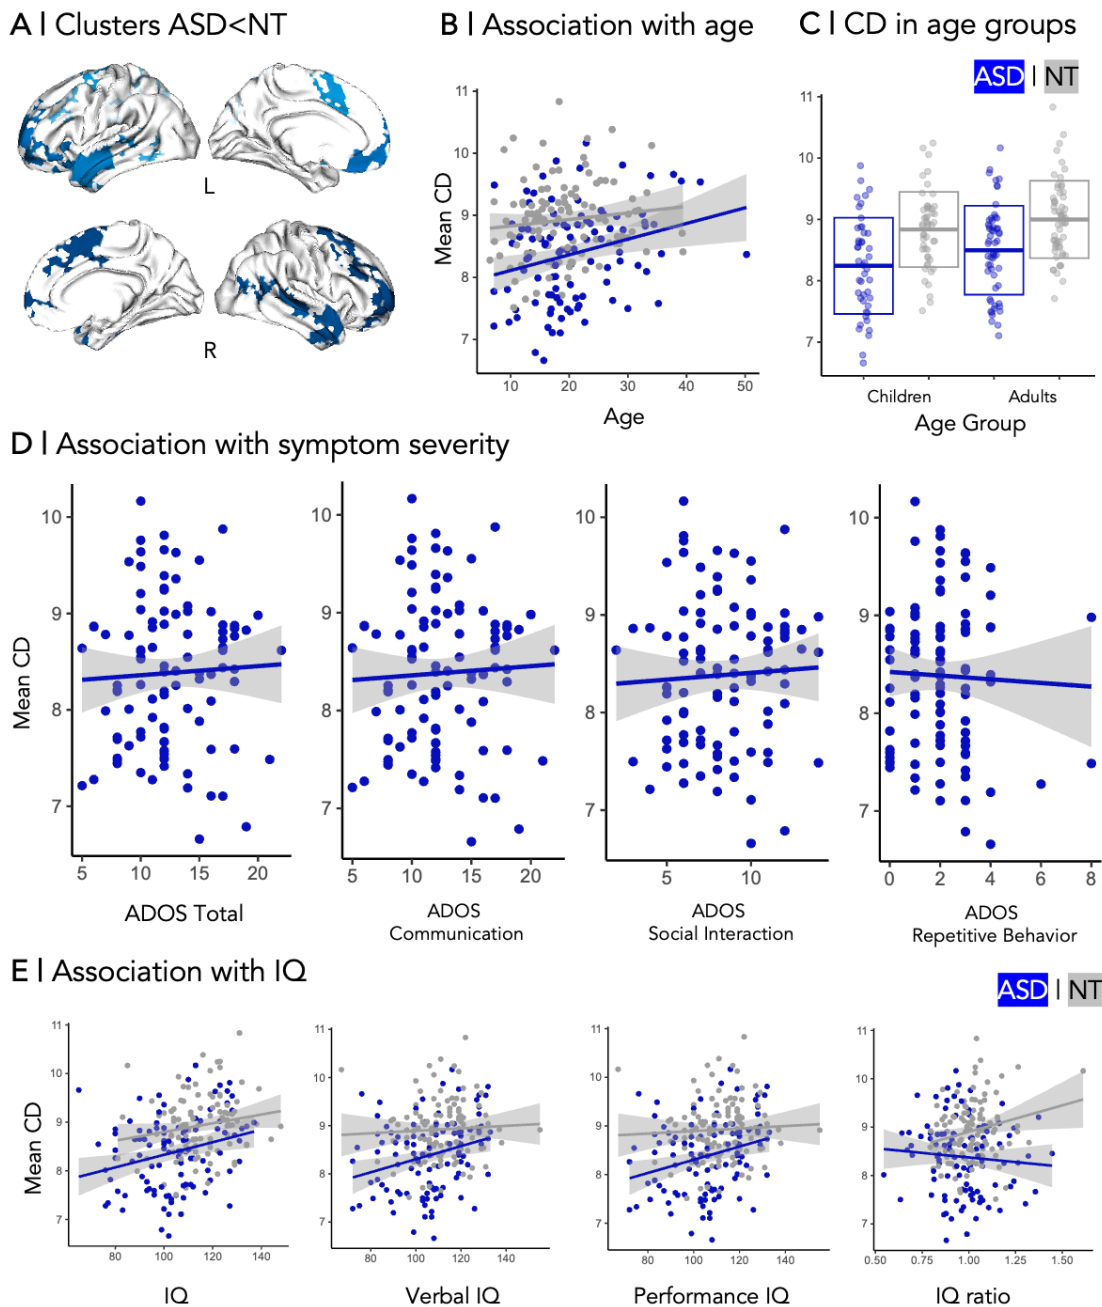 A | Clusters ASD<NT
L
R
B | Association with age
11
10
9
8
7
Mean CD
10 20 30 40 50
Age
C | CD in age groups
ASD | NT
11
10
9
8
7
Children Adults
Age Group
D | Association with symptom severity
Mean CD
10
9
8
7
5 10 15 20
ADOS Total
10
9
8
7
5 10 15 20
ADOS
Communication
10
9
8
7
5 10
ADOS
Social Interaction
10
9
8
7
0 2 4 6 8
ADOS
Repetitive Behavior
E | Association with IQ
ASD | NT
Mean CD
11
10
9
8
7
80 100 120 140
IQ
11
10
9
8
7
80 100 120 140
Verbal IQ
11
10
9
8
7
80 100 120 140
Performance IQ
11
10
9
8
7
0.50 0.75 1.00 1.25 1.50
IQ ratio